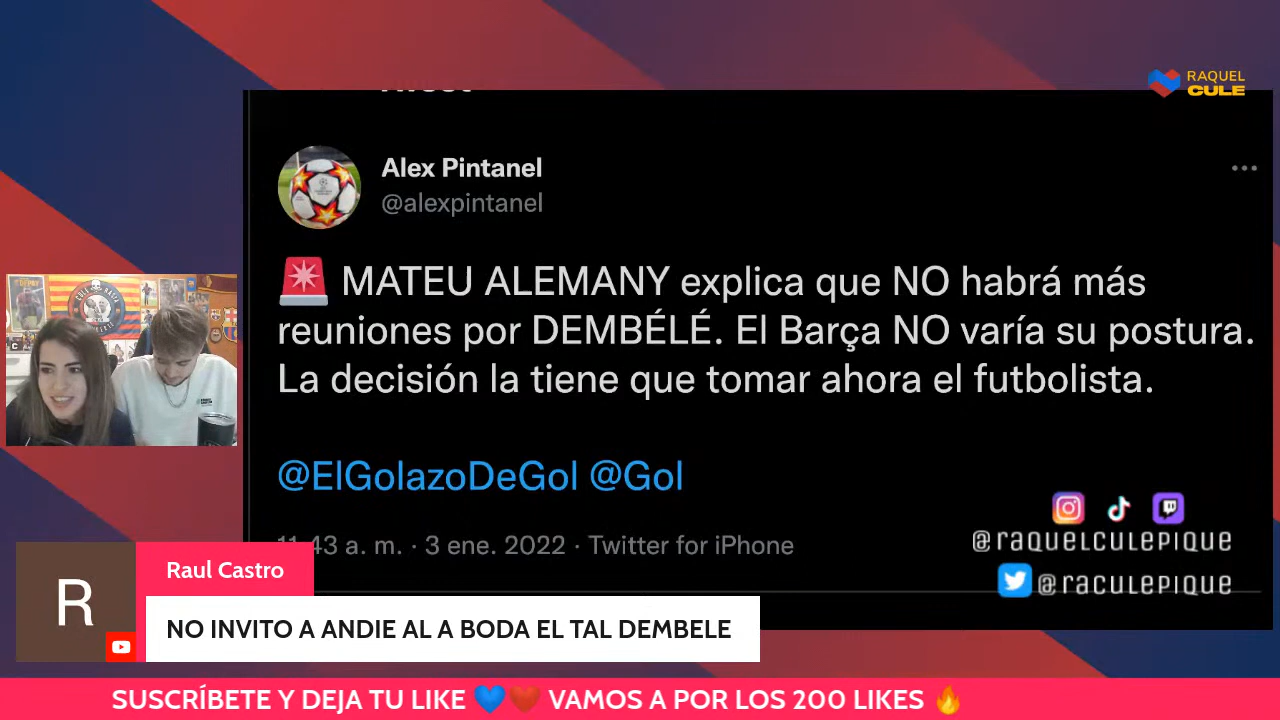 RAQUEL
CULE
Tweet
Alex Pintanel
@alexpintanel
MATEU ALEMANY explica que NO habrá más
reuniones por DEMBÉLÉ. El Barça NO varía su postura.
La decisión la tiene que tomar ahora el futbolista.
@ElGolazoDeGol @Gol
11:43 a. m. · 3 ene. 2022 · Twitter for iPhone
@raquelculepique
@raculepique
R
Raul Castro
NO INVITO A ANDIE AL A BODA EL TAL DEMBELE
SUSCRÍBETE Y DEJA TU LIKE 💙❤️ VAMOS A POR LOS 200 LIKES 🔥